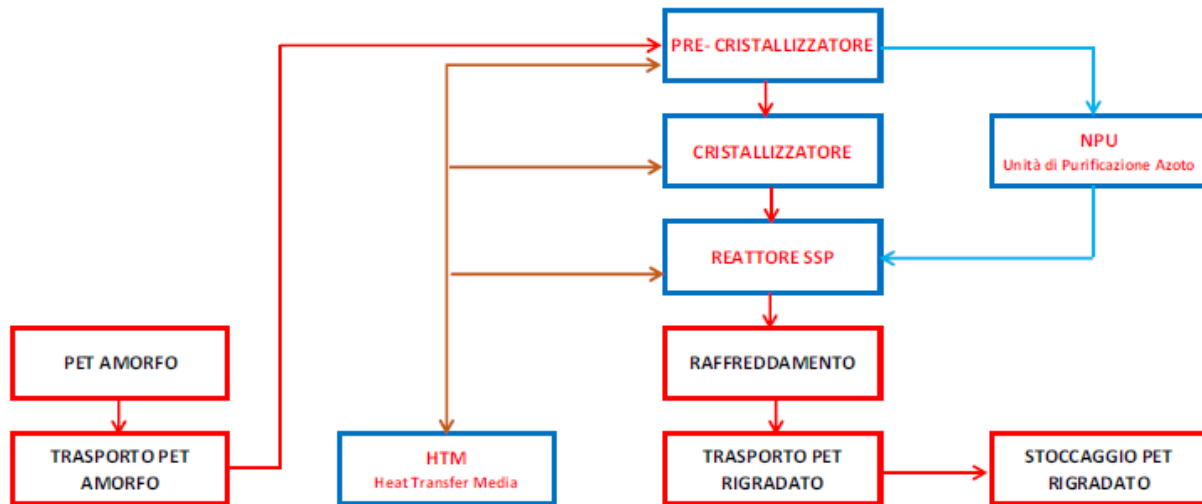 PRE- CRISTALLIZZATORE
CRISTALLIZZATORE
NPU
Unità di Purificazione Azoto
REATTORE SSP
PET AMORFO
RAFFREDDAMENTO
TRASPORTO PET
AMORFO
HTM
Heat Transfer Media
TRASPORTO PET
RIGRADATO
STOCCAGGIO PET
RIGRADATO